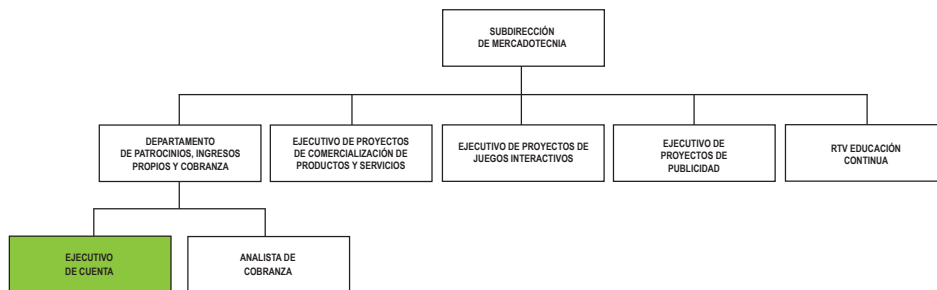 SUBDIRECCIÓN
DE MERCADOTECNIA
DEPARTAMENTO
DE PATROCINIOS, INGRESOS
PROPIOS Y COBRANZA
EJECUTIVO DE PROYECTOS
DE COMERCIALIZACIÓN DE
PRODUCTOS Y SERVICIOS
EJECUTIVO DE PROYECTOS DE
JUEGOS INTERACTIVOS
EJECUTIVO DE
PROYECTOS DE
PUBLICIDAD
RTV EDUCACIÓN
CONTINUA
EJECUTIVO
DE CUENTA
ANALISTA DE
COBRANZA